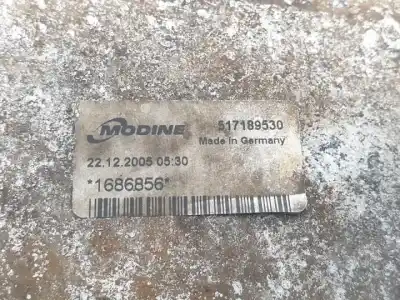 MODINE
517189530
Made in Germany
22.12.2005 05:30
*1686856*